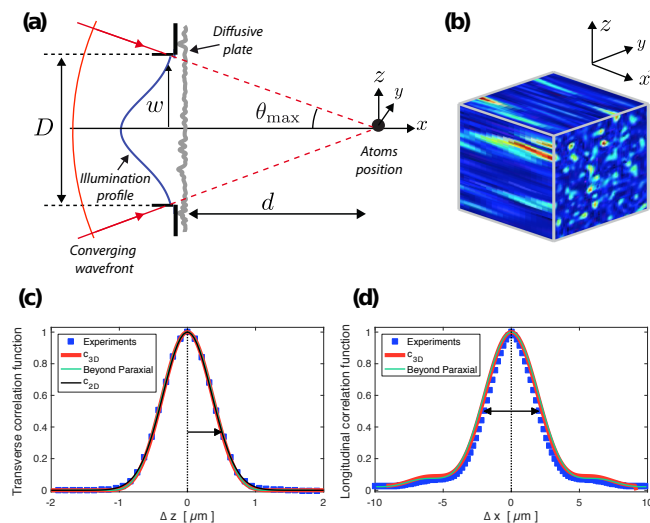 (a)
Diffusive
plate
z
y
w
θmax
D
x
Atoms
position
Illumination
profile
d
Converging
wavefront
(b)
z
y
x
(c)
Transverse correlation function
1
0.8
0.6
0.4
0.2
0
Experiments
c3D
Beyond Paraxial
c2D
-2
-1
0
1
2
Δ z [ μm]
(d)
Longitudinal correlation function
1
0.8
0.6
0.4
0.2
0
Experiments
c3D
Beyond Paraxial
-10
-5
0
5
10
Δ x [ μm]